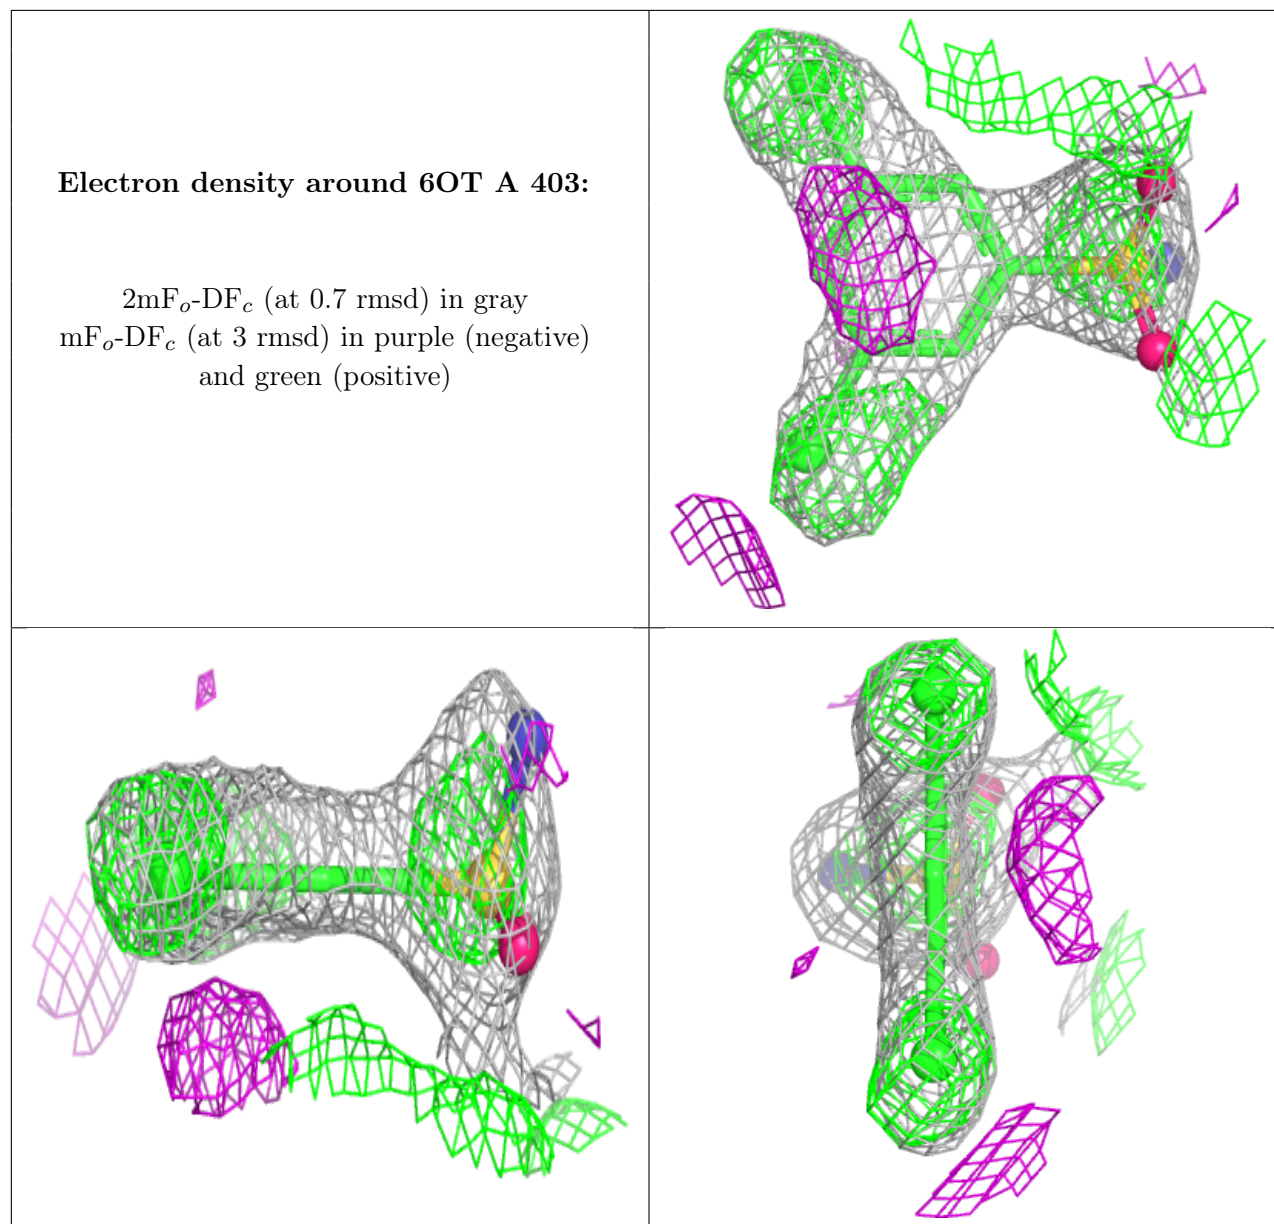 Electron density around 6OT A 403:
2mFo-DFc (at 0.7 rmsd) in gray
mFo-DFc (at 3 rmsd) in purple (negative)
and green (positive)